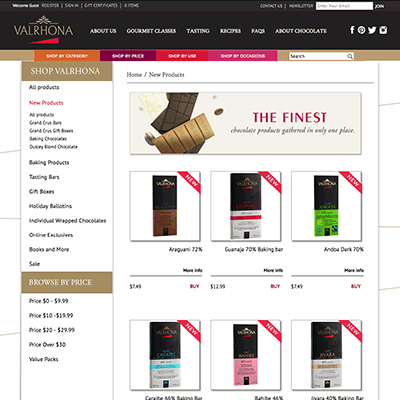 Welcome Guest REGISTER | SIGN IN | GIFT CERTIFICATES | 0 ITEMS
CONTACT US | NEWSLETTER Enter Your Email JOIN
VALRHONA
ABOUT US GOURMET CLASSES TASTING RECIPES FAQS ABOUT CHOCOLATE
SHOP BY CATEGORY SHOP BY PRICE SHOP BY USE SHOP BY OCCASIONS
SHOP VALRHONA
All products
New Products
All products
Grand Crus Bars
Grand Crus Gift Boxes
Baking Chocolates
Dulcey Blond Chocolate
Baking Products
Tasting Bars
Gift Boxes
Holiday Ballotins
Individual Wrapped Chocolates
Online Exclusives
Books and More
Sale
BROWSE BY PRICE
Price $0 - $9.99
Price $10 -$19.99
Price $20 - $29.99
Price Over $30
Value Packs
Home / New Products
THE FINEST
chocolate products gathered in only one place.
NEW
NEW
NEW
Araguani 72%
Guanaja 70% Baking bar
Andoa Dark 70%
More info
More info
More info
$7.49 BUY
$12.99 BUY
$7.49 BUY
NEW
NEW
NEW
CARAIBE
BAHIBE
JIVARA
Caraibe 66% Baking Bar
Bahibe 46% Baking Bar
Jivara 40% Baking Bar